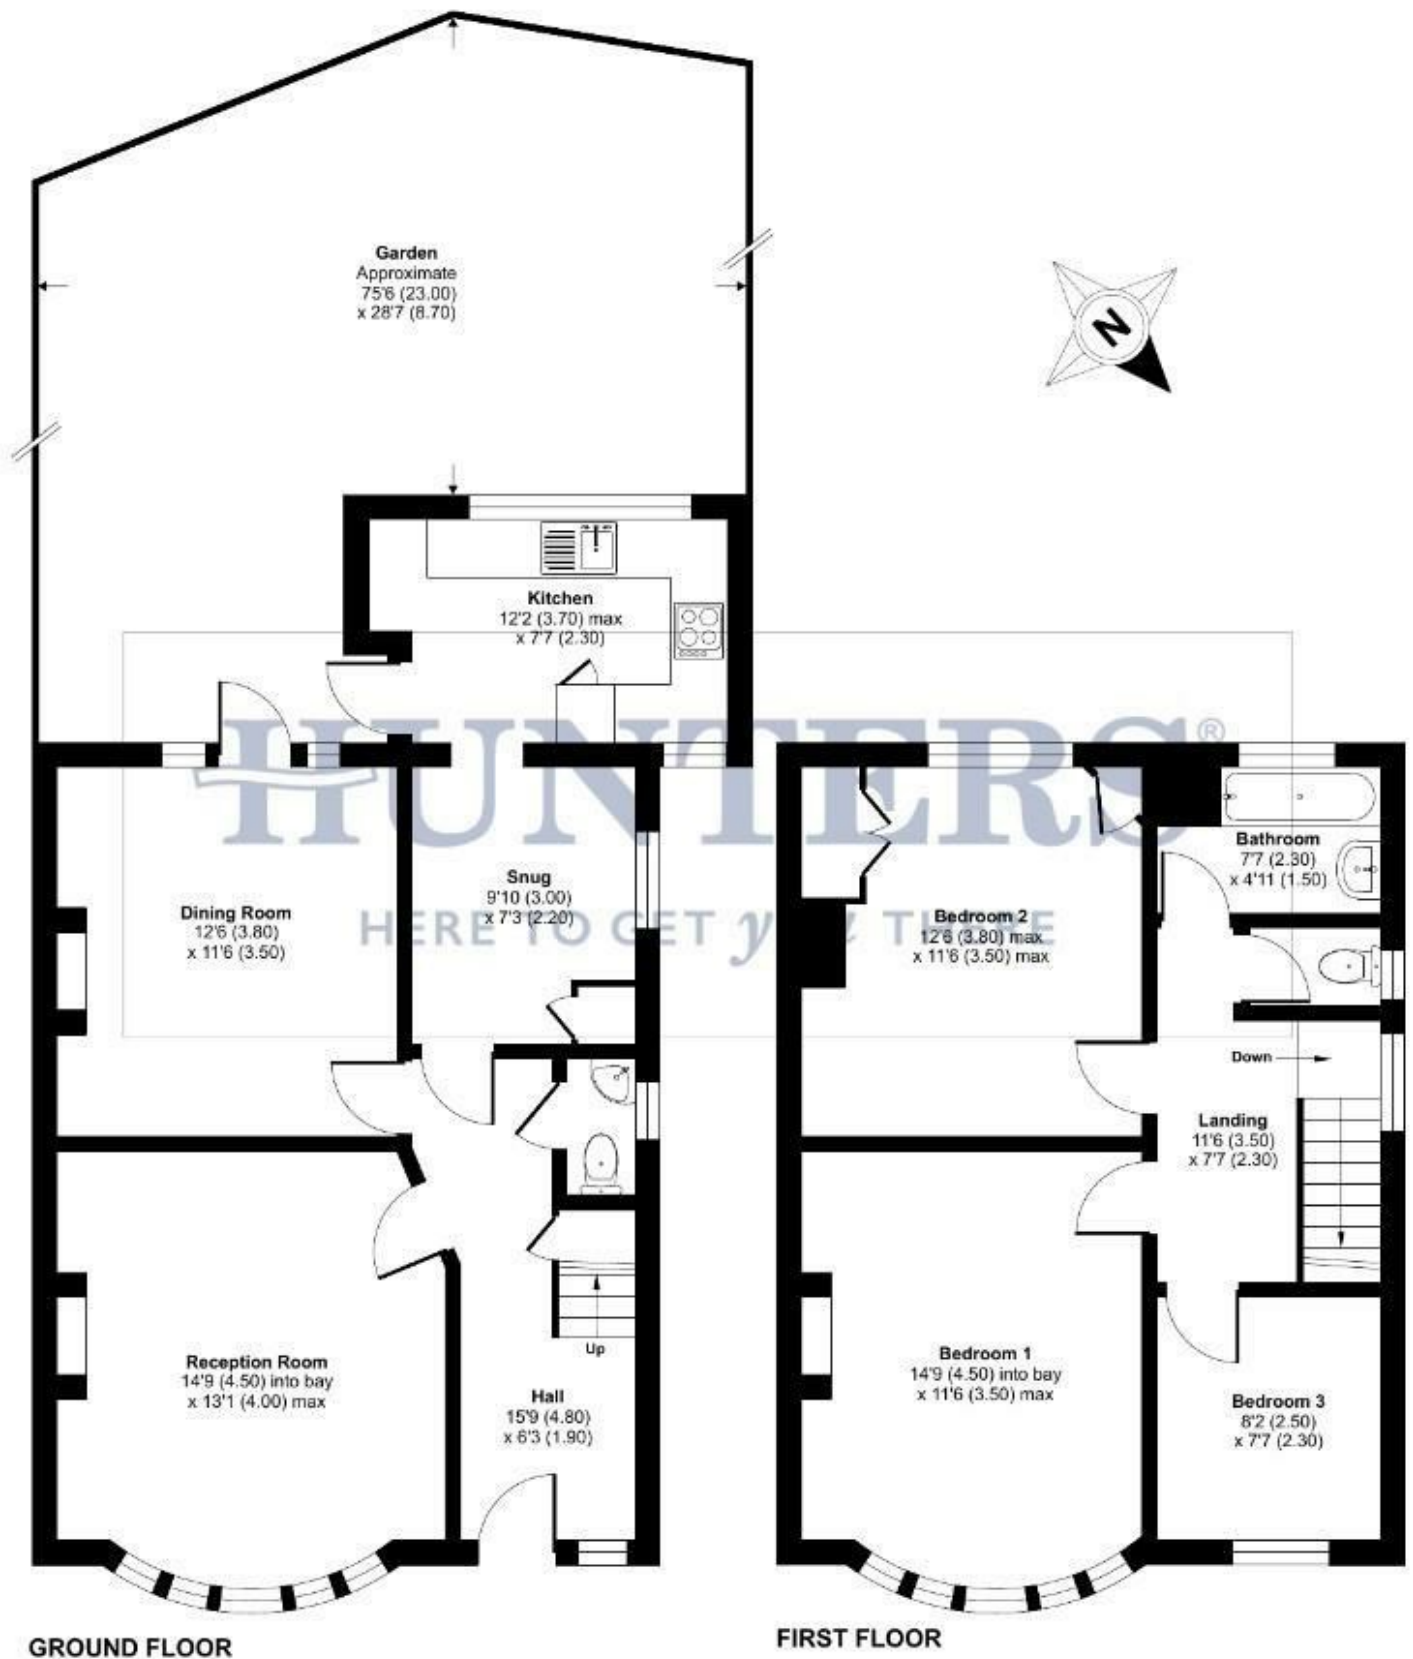 Garden
Approximate
75'6 (23.00)
x 28'7 (8.70)
N
Kitchen
12'2 (3.70) max
x 7'7 (2.30)
HUNTERS®
HERE TO GET you THERE
Dining Room
12'6 (3.80)
x 11'6 (3.50)
Snug
9'10 (3.00)
x 7'3 (2.20)
Reception Room
14'9 (4.50) into bay
x 13'1 (4.00) max
Up
Hall
15'9 (4.80)
x 6'3 (1.90)
GROUND FLOOR
Bathroom
7'7 (2.30)
x 4'11 (1.50)
Bedroom 2
12'6 (3.80) max
x 11'6 (3.50) max
Down
Landing
11'6 (3.50)
x 7'7 (2.30)
Bedroom 1
14'9 (4.50) into bay
x 11'6 (3.50) max
Bedroom 3
8'2 (2.50)
x 7'7 (2.30)
FIRST FLOOR